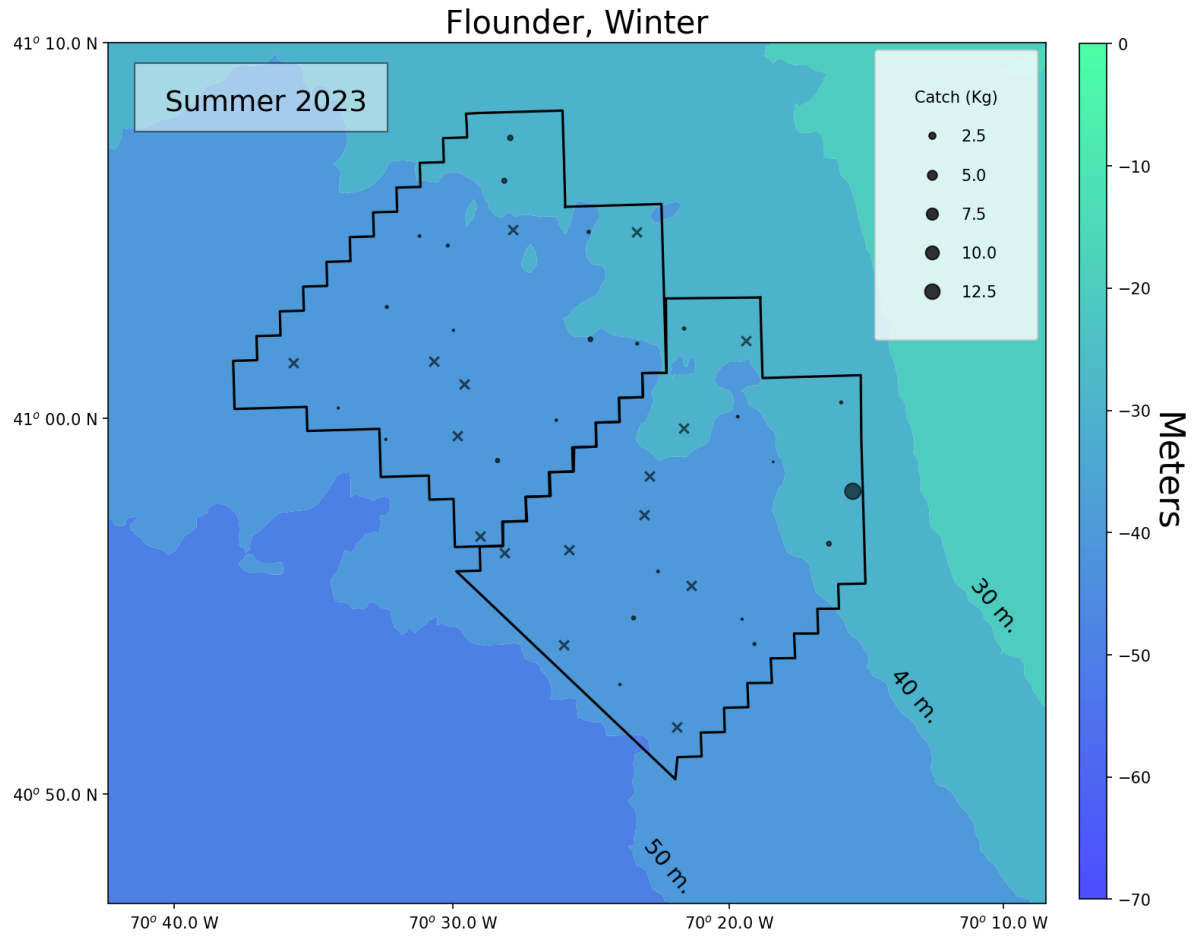 Flounder, Winter
41° 10.0 N
Summer 2023
Catch (Kg)
2.5
5.0
7.5
10.0
12.5
41° 00.0 N
40° 50.0 N
30 m.
40 m.
50 m.
70° 40.0 W
70° 30.0 W
70° 20.0 W
70° 10.0 W
0
−10
−20
−30
−40
−50
−60
−70
Meters